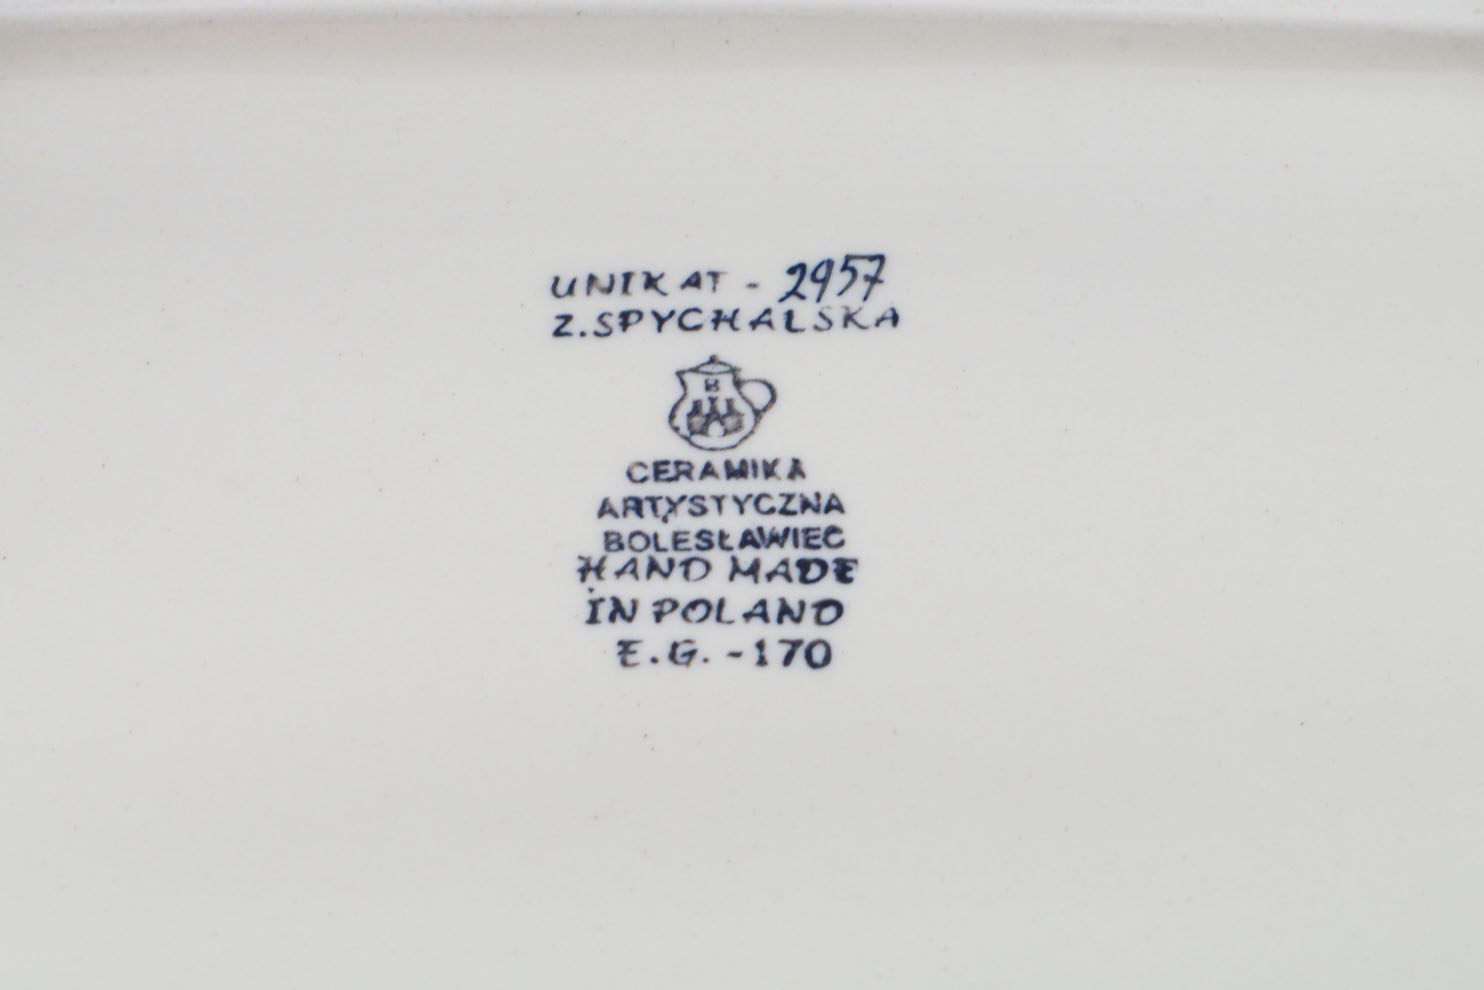 UNIKAT - 2957
Z. SPYCHALSKA
B
CERAMIKA
ARTYSTYCZNA
BOLESŁAWIEC
HAND MADE
IN POLAND
E.G. -170